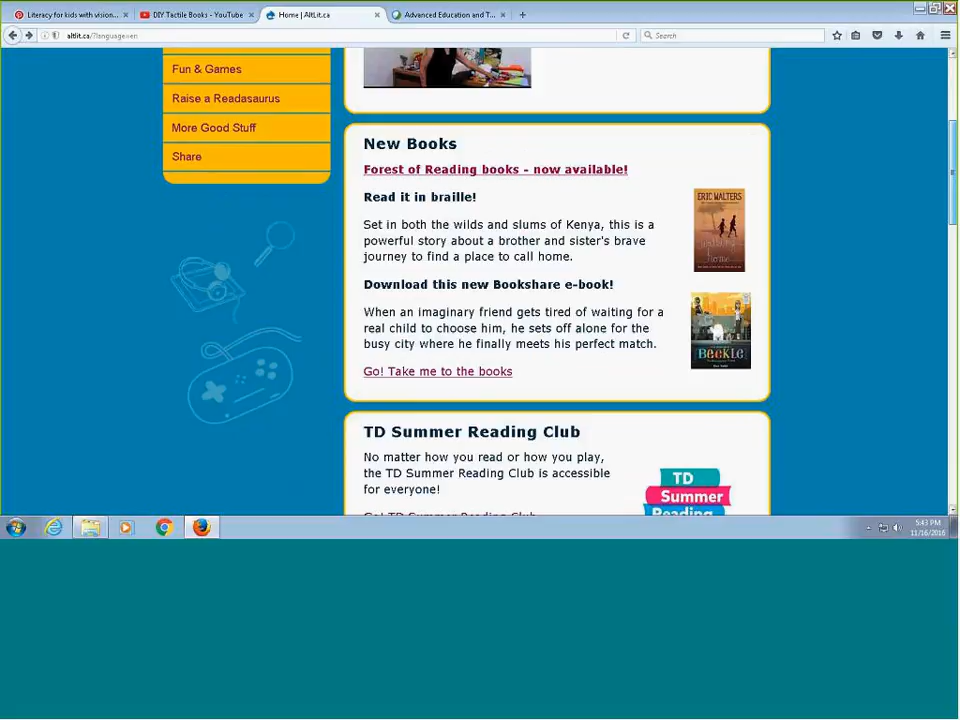 Literacy for kids with vision...
DIY Tactile Books - YouTube
Home | AltLit.ca
Advanced Education and T...
altlit.ca/?language=en
Search
Fun & Games
Raise a Readasaurus
More Good Stuff
Share
New Books
Forest of Reading books - now available!
Read it in braille!
Set in both the wilds and slums of Kenya, this is a
powerful story about a brother and sister's brave
journey to find a place to call home.
ERIC WALTERS
walking
home
Download this new Bookshare e-book!
When an imaginary friend gets tired of waiting for a
real child to choose him, he sets off alone for the
busy city where he finally meets his perfect match.
BEEKLE
Go! Take me to the books
TD Summer Reading Club
No matter how you read or how you play,
the TD Summer Reading Club is accessible
for everyone!
TD
Summer
Reading
Go! TD Summer Reading Club
5:43 PM
11/16/2016